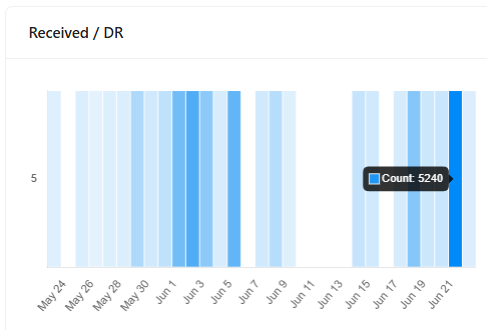 Received / DR
5
Count: 5240
May 24
May 26
May 28
May 30
Jun 1
Jun 3
Jun 5
Jun 7
Jun 9
Jun 11
Jun 13
Jun 15
Jun 17
Jun 19
Jun 21